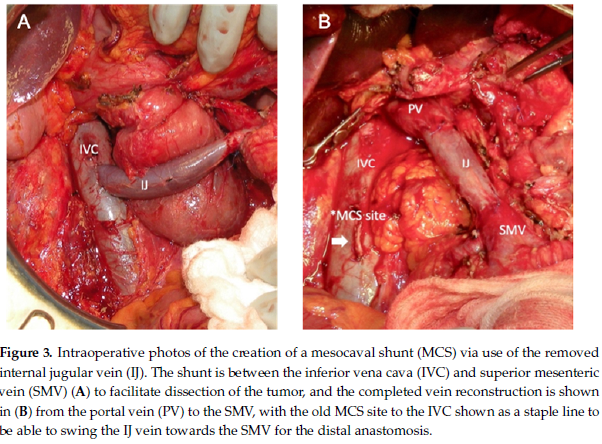 A
B
PV
IVC
IVC
IJ
IJ
*MCS site
SMV
Figure 3. Intraoperative photos of the creation of a mesocaval shunt (MCS) via use of the removed
internal jugular vein (IJ). The shunt is between the inferior vena cava (IVC) and superior mesenteric
vein (SMV) (A) to facilitate dissection of the tumor, and the completed vein reconstruction is shown
in (B) from the portal vein (PV) to the SMV, with the old MCS site to the IVC shown as a staple line to
be able to swing the IJ vein towards the SMV for the distal anastomosis.